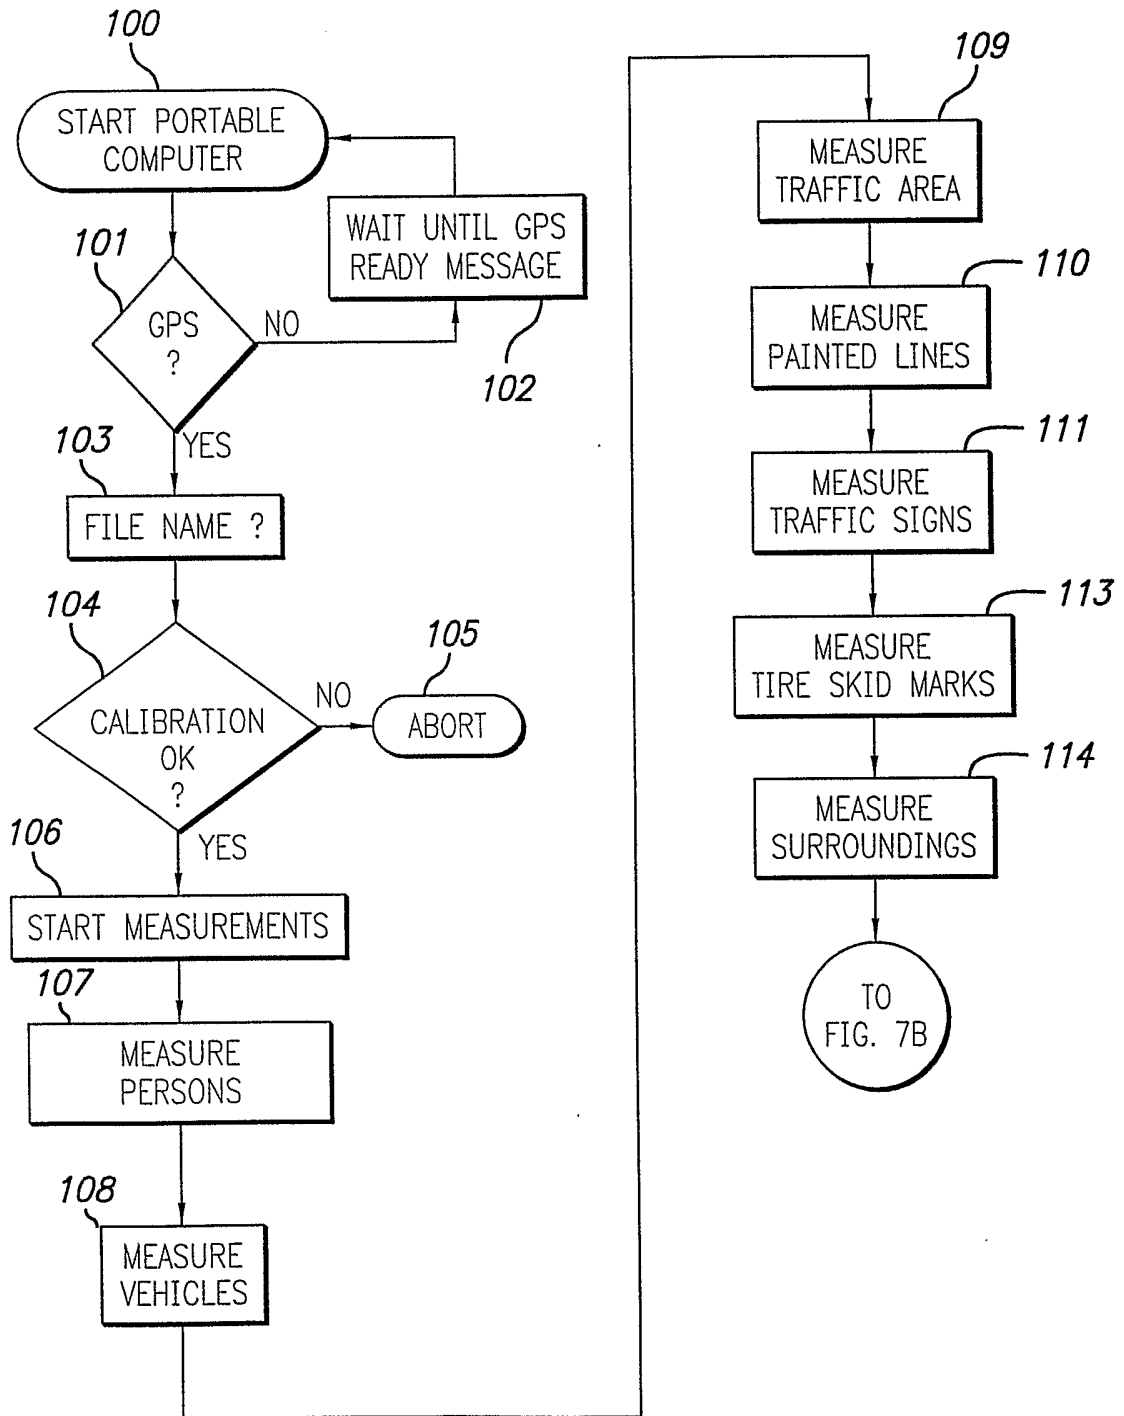 100
START PORTABLE
COMPUTER
101
GPS
?
NO
WAIT UNTIL GPS
READY MESSAGE
102
YES
103
FILE NAME ?
104
CALIBRATION
OK
?
NO
105
ABORT
YES
106
START MEASUREMENTS
107
MEASURE
PERSONS
108
MEASURE
VEHICLES
109
MEASURE
TRAFFIC AREA
110
MEASURE
PAINTED LINES
111
MEASURE
TRAFFIC SIGNS
113
MEASURE
TIRE SKID MARKS
114
MEASURE
SURROUNDINGS
TO
FIG. 7B